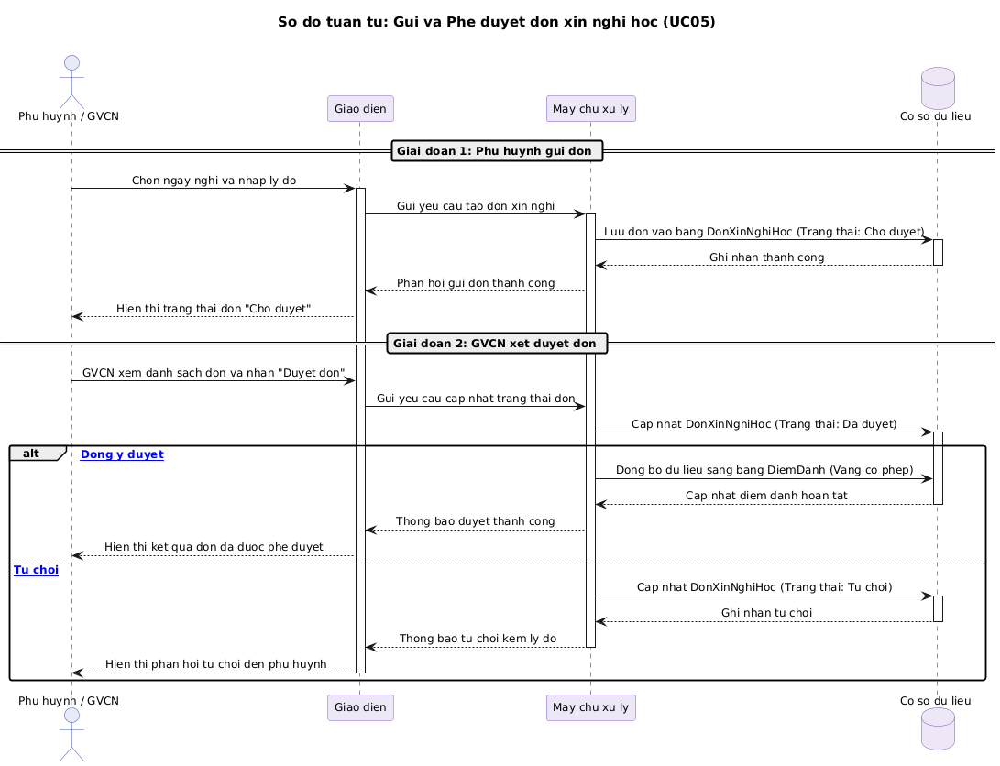 So do tuan tu: Gui va Phe duyet don xin nghi hoc (UC05)
Phu huynh / GVCN
Giao dien
May chu xu ly
Co so du lieu
Giai doan 1: Phu huynh gui don
Chon ngay nghi va nhap ly do
Gui yeu cau tao don xin nghi
Luu don vao bang DonXinNghiHoc (Trang thai: Cho duyet)
Ghi nhan thanh cong
Phan hoi gui don thanh cong
Hien thi trang thai don "Cho duyet"
Giai doan 2: GVCN xet duyet don
GVCN xem danh sach don va nhan "Duyet don"
Gui yeu cau cap nhat trang thai don
Cap nhat DonXinNghiHoc (Trang thai: Da duyet)
alt
Dong y duyet
Dong bo du lieu sang bang DiemDanh (Vang co phep)
Cap nhat diem danh hoan tat
Thong bao duyet thanh cong
Hien thi ket qua don da duoc phe duyet
Tu choi
Cap nhat DonXinNghiHoc (Trang thai: Tu choi)
Ghi nhan tu choi
Thong bao tu choi kem ly do
Hien thi phan hoi tu choi den phu huynh
Phu huynh / GVCN
Giao dien
May chu xu ly
Co so du lieu